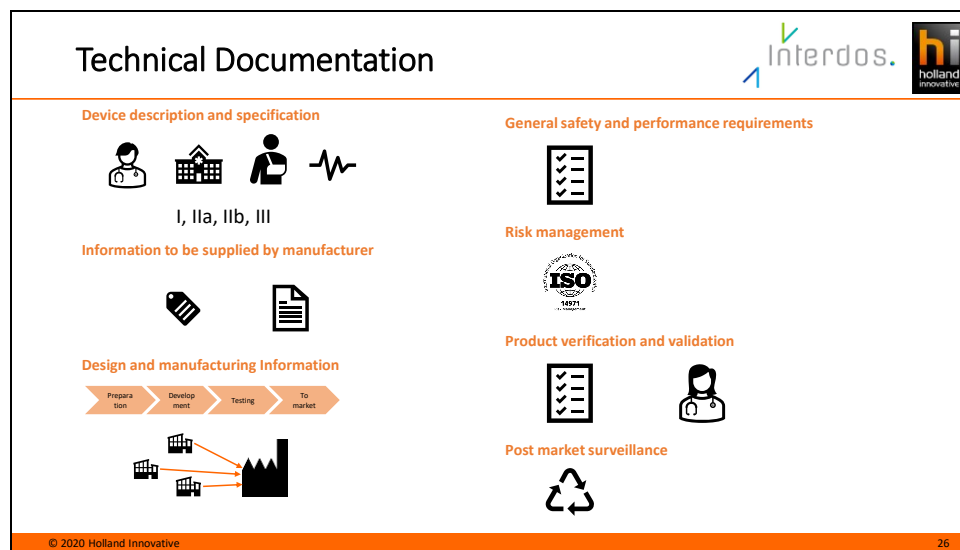 Technical Documentation
Interdos.
hi
holland
innovative
Device description and specification
I, IIa, IIb, III
Information to be supplied by manufacturer
Design and manufacturing Information
Prepara
tion
Develop
ment
Testing
To
market
General safety and performance requirements
Risk management
ISO
14971
Product verification and validation
Post market surveillance
© 2020 Holland Innovative
26